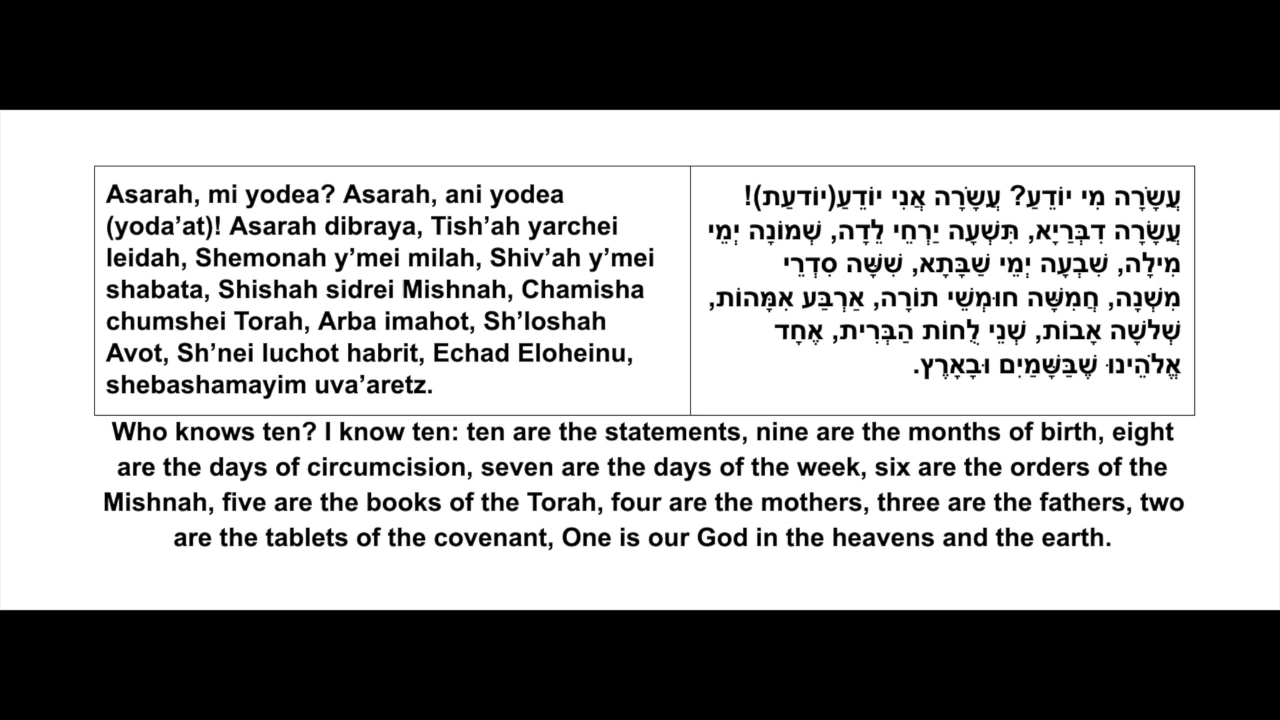 Asarah, mi yodea? Asarah, ani yodea
(yoda’at)! Asarah dibraya, Tish’ah yarchei
leidah, Shemonah y’mei milah, Shiv’ah y’mei
shabata, Shishah sidrei Mishnah, Chamisha
chumshei Torah, Arba imahot, Sh’loshah
Avot, Sh’nei luchot habrit, Echad Eloheinu,
shebashamayim uva’aretz.
עֲשָׂרָה מִי יוֹדֵעַ? עֲשָׂרָה אֲנִי יוֹדֵעַ(יוֹדעַת)!
עֲשָׂרָה דִבְּרַיָא, תִּשְׁעָה יַרְחֵי לֵדָה, שְׁמוֹנָה יְמֵי
מִילָה, שִׁבְעָה יְמֵי שַׁבָּתָא, שִׁשָּׁה סִדְרֵי
מִשְׁנָה, חֲמִשָּׁה חוּמְשֵׁי תוֹרָה, אַרְבַּע אִמָּהוֹת,
שְׁלשָׁה אָבוֹת, שְׁנֵי לֻחוֹת הַבְּרִית, אֶחָד
אֱלֹהֵינוּ שֶׁבַּשָּׁמַיִם וּבָאָרֶץ.
Who knows ten? I know ten: ten are the statements, nine are the months of birth, eight
are the days of circumcision, seven are the days of the week, six are the orders of the
Mishnah, five are the books of the Torah, four are the mothers, three are the fathers, two
are the tablets of the covenant, One is our God in the heavens and the earth.